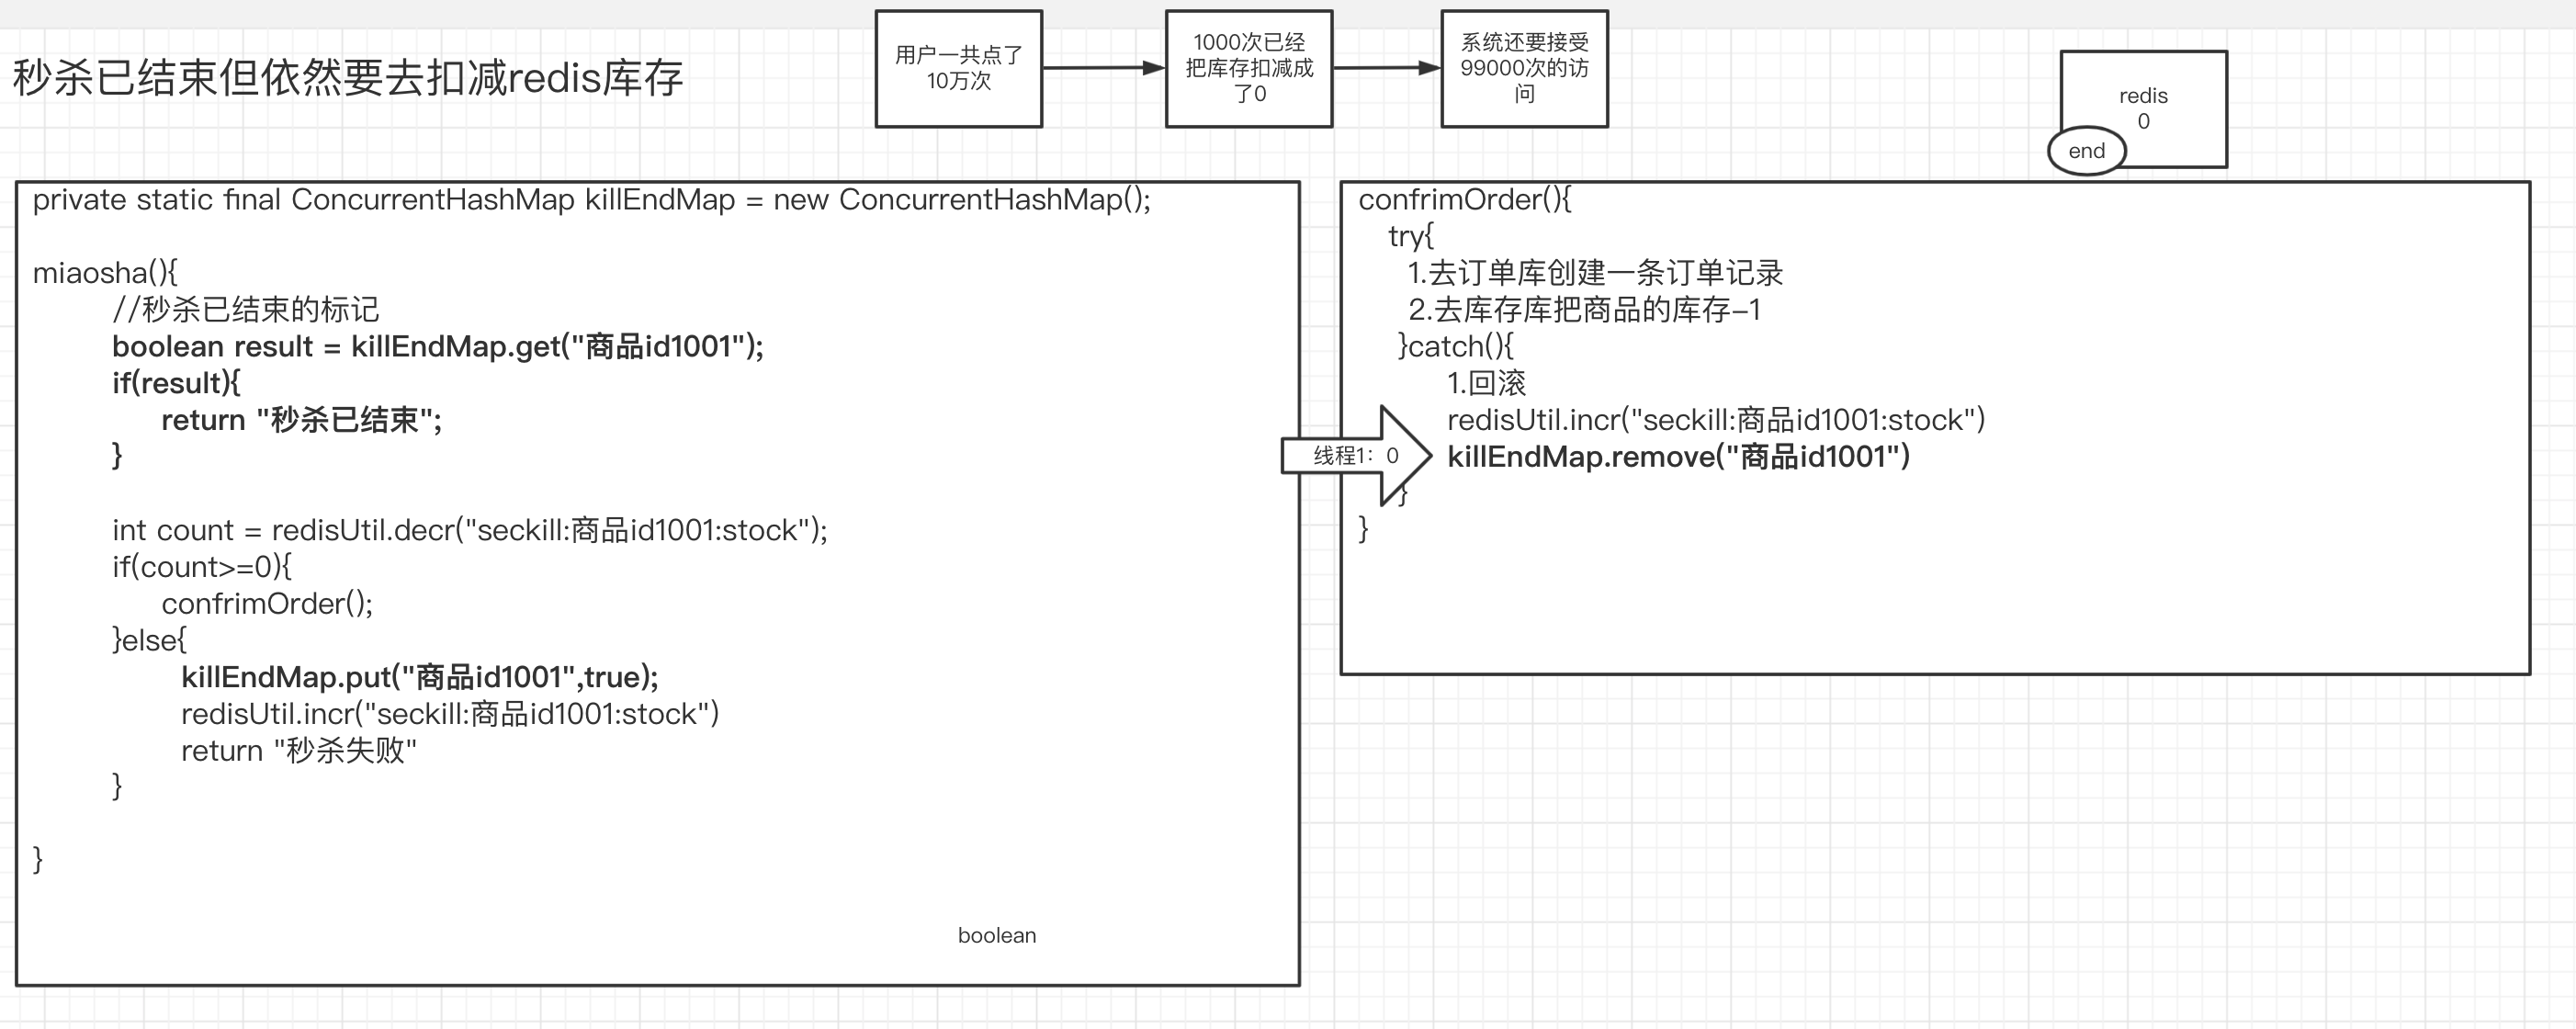 秒杀已结束但依然要去扣减redis库存
用户一共点了
10万次
1000次已经
把库存扣减成
了0
系统还要接受
99000次的访
问
redis
0
end
private static final ConcurrentHashMap killEndMap = new ConcurrentHashMap();
miaosha(){
//秒杀已结束的标记
boolean result = killEndMap.get("商品id1001");
if(result){
return "秒杀已结束";
}
int count = redisUtil.decr("seckill:商品id1001:stock");
if(count>=0){
confrimOrder();
}else{
killEndMap.put("商品id1001",true);
redisUtil.incr("seckill:商品id1001:stock")
return "秒杀失败"
}
}
boolean
线程1：0
confrimOrder(){
try{
1.去订单库创建一条订单记录
2.去库存库把商品的库存-1
}catch(){
1.回滚
redisUtil.incr("seckill:商品id1001:stock")
killEndMap.remove("商品id1001")
}
}